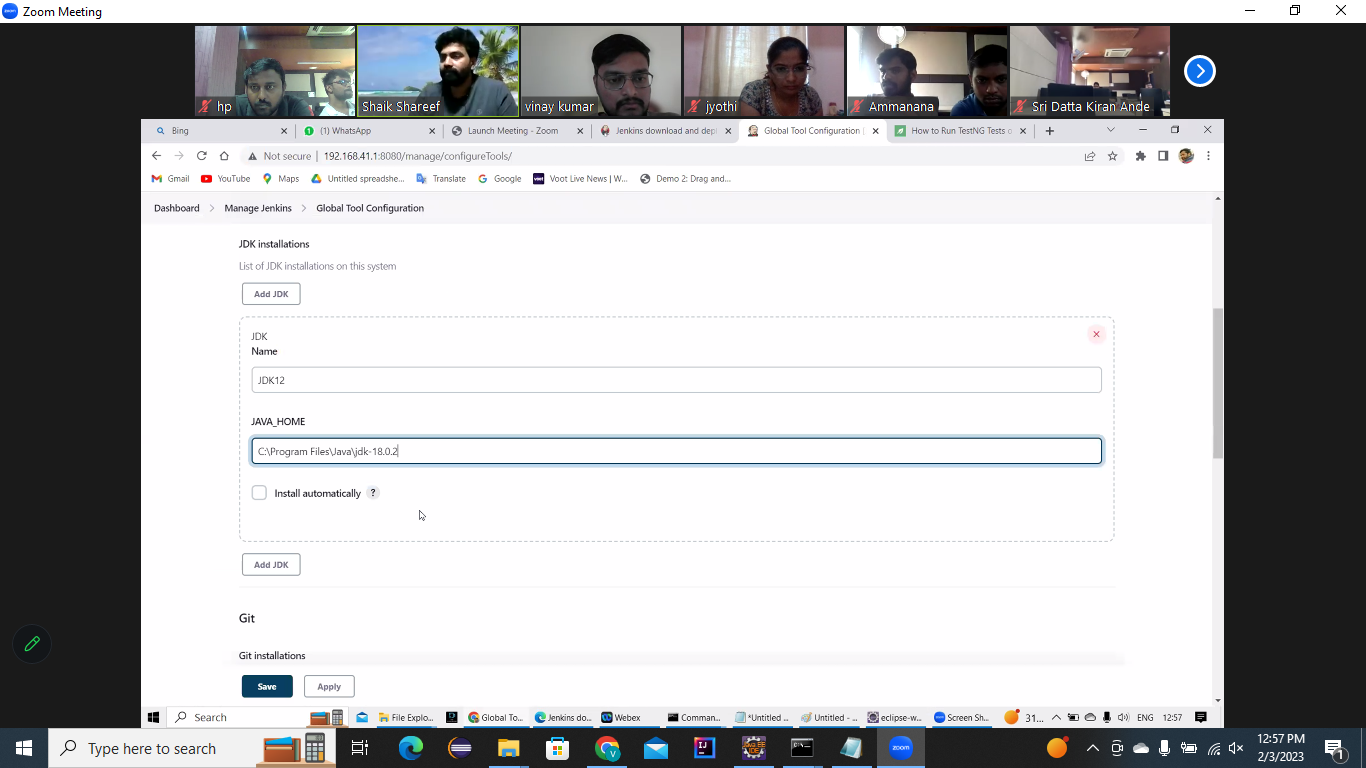 Zoom Meeting
hp
Shaik Shareef
vinay kumar
jyothi
Ammanana
Sri Datta Kiran Ande
Bing
(1) WhatsApp
Launch Meeting - Zoom
Jenkins download and dep
Global Tool Configuration
How to Run TestNG Tests
Not secure | 192.168.41.1:8080/manage/configureTools/
Gmail
YouTube
Maps
Untitled spreadshe...
Translate
Google
Voot Live News | W...
Demo 2: Drag and...
Dashboard > Manage Jenkins > Global Tool Configuration
JDK installations
List of JDK installations on this system
Add JDK
JDK
Name
JDK12
JAVA_HOME
C:\Program Files\Java\jdk-18.0.2
Install automatically ?
Add JDK
Git
Git installations
Save
Apply
Search
File Explo...
Global To...
Jenkins do...
Webex
Comman...
*Untitled ...
Untitled - ...
eclipse-w...
Screen Sh...
31...
ENG
12:57
Type here to search
zoom
12:57 PM
2/3/2023
1